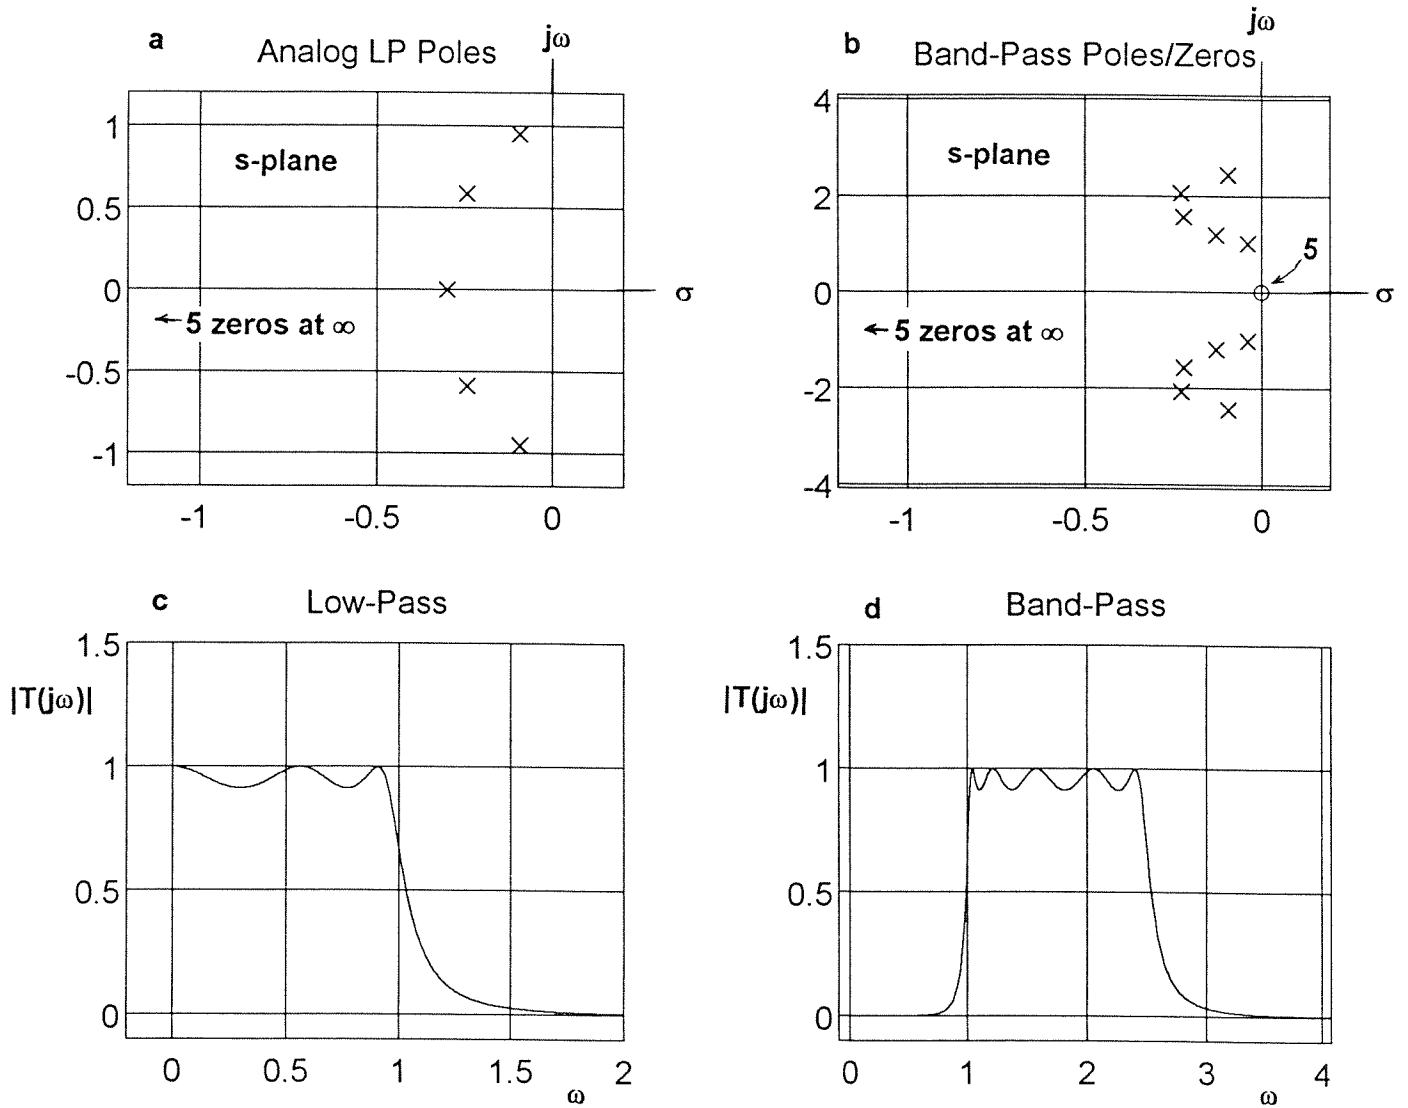 a
Analog LP Poles
jω
1
0.5
0
-0.5
-1
s-plane
←5 zeros at ∞
σ
-1
-0.5
0
b
Band-Pass Poles/Zeros
jω
4
2
0
-2
-4
s-plane
5
←5 zeros at ∞
σ
-1
-0.5
0
c
Low-Pass
1.5
|T(jω)|
1
0.5
0
0
0.5
1
1.5
2
ω
d
Band-Pass
1.5
|T(jω)|
1
0.5
0
0
1
2
3
4
ω